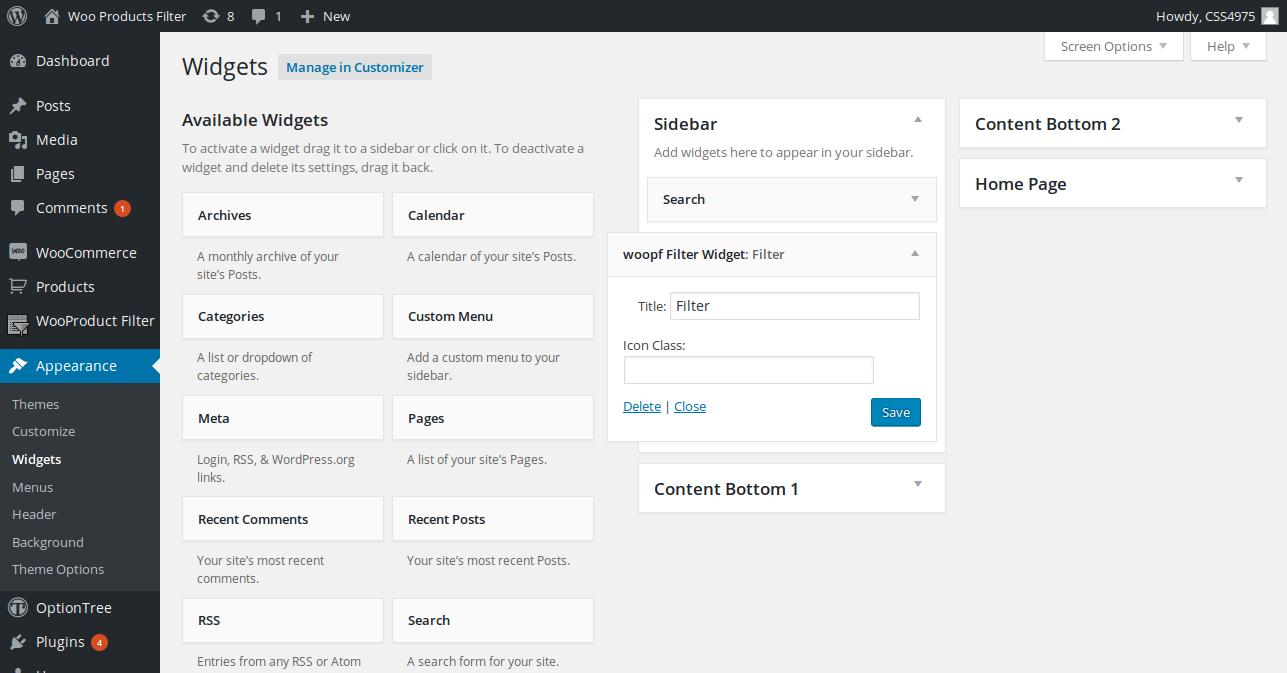 Woo Products Filter 8 1 New Howdy, CSS4975
Screen Options Help
Dashboard
Posts
Media
Pages
Comments 1
WooCommerce
Products
WooProduct Filter
Appearance
Themes
Customize
Widgets
Menus
Header
Background
Theme Options
OptionTree
Plugins 4
Widgets Manage in Customizer
Available Widgets
To activate a widget drag it to a sidebar or click on it. To deactivate a
widget and delete its settings, drag it back.
Archives
A monthly archive of your
site's Posts.
Calendar
A calendar of your site's Posts.
Categories
A list or dropdown of
categories.
Custom Menu
Add a custom menu to your
sidebar.
Meta
Login, RSS, & WordPress.org
links.
Pages
A list of your site's Pages.
Recent Comments
Your site's most recent
comments.
Recent Posts
Your site's most recent Posts.
RSS
Entries from any RSS or Atom
Search
A search form for your site.
Sidebar
Add widgets here to appear in your sidebar.
Search
woopf Filter Widget: Filter
Title: Filter
Icon Class:
Delete | Close Save
Content Bottom 1
Content Bottom 2
Home Page